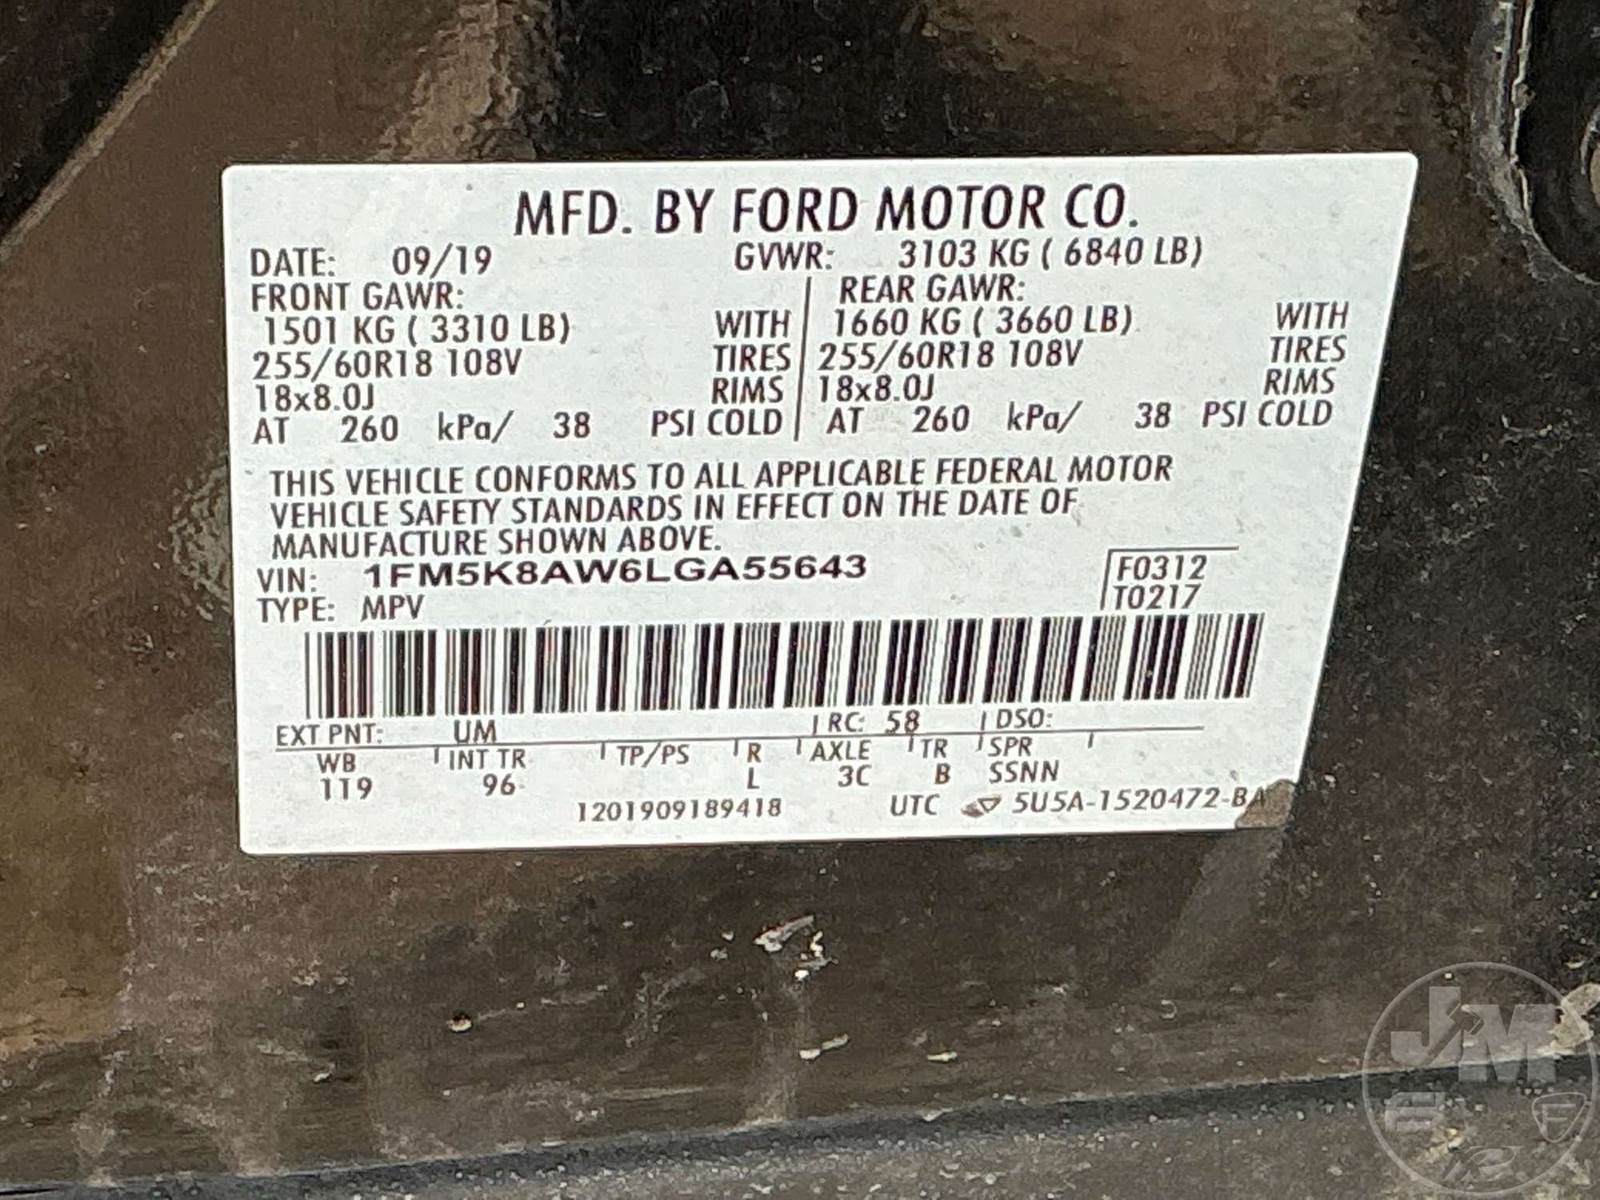 MFD. BY FORD MOTOR CO.
DATE: 09/19 GVWR: 3103 KG ( 6840 LB)
FRONT GAWR: REAR GAWR:
1501 KG ( 3310 LB) WITH 1660 KG ( 3660 LB) WITH
255/60R18 108V TIRES 255/60R18 108V TIRES
18x8.0J RIMS 18x8.0J RIMS
AT 260 kPa/ 38 PSI COLD AT 260 kPa/ 38 PSI COLD
THIS VEHICLE CONFORMS TO ALL APPLICABLE FEDERAL MOTOR
VEHICLE SAFETY STANDARDS IN EFFECT ON THE DATE OF
MANUFACTURE SHOWN ABOVE.
VIN: 1FM5K8AW6LGA55643 F0312
TYPE: MPV T0217
EXT PNT: UM RC: 58 DSO:
WB INT TR TP/PS R AXLE TR SPR
119 96 L 3C B SSNN
1201909189418 UTC 5U5A-1520472-BA
JM
E F